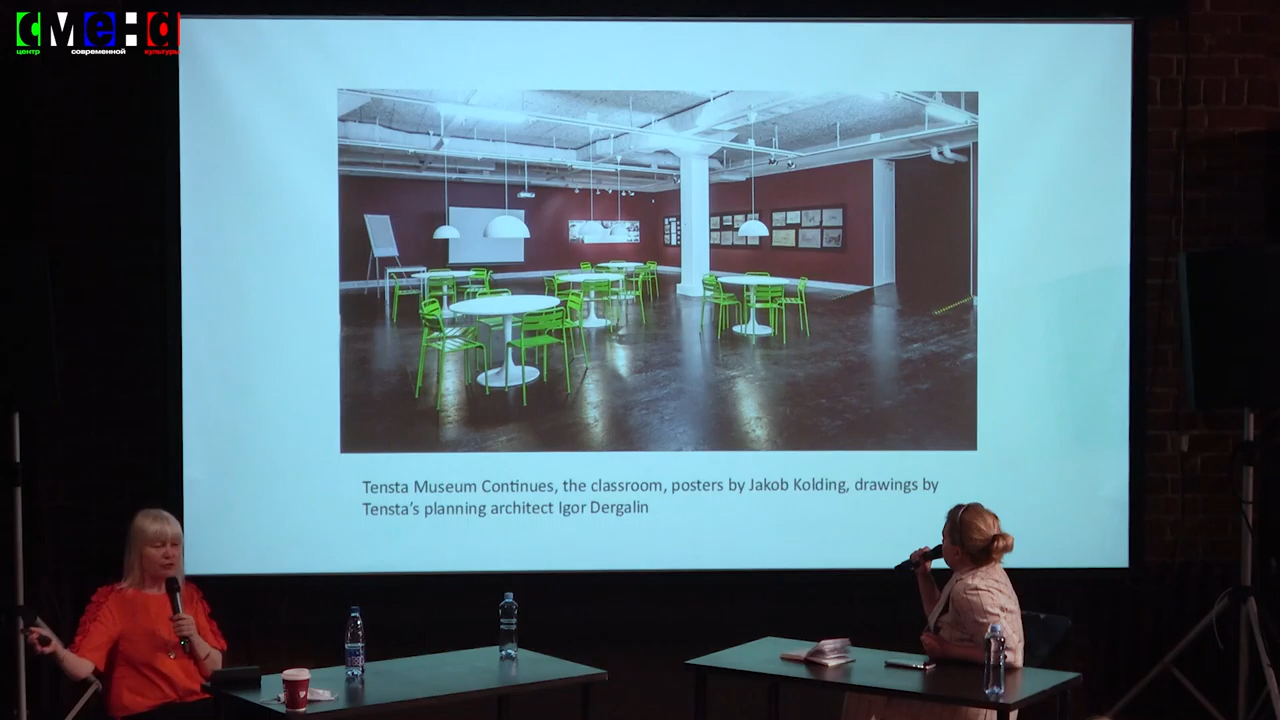 смена
центр современной культуры
Tensta Museum Continues, the classroom, posters by Jakob Kolding, drawings by
Tensta's planning architect Igor Dergalin